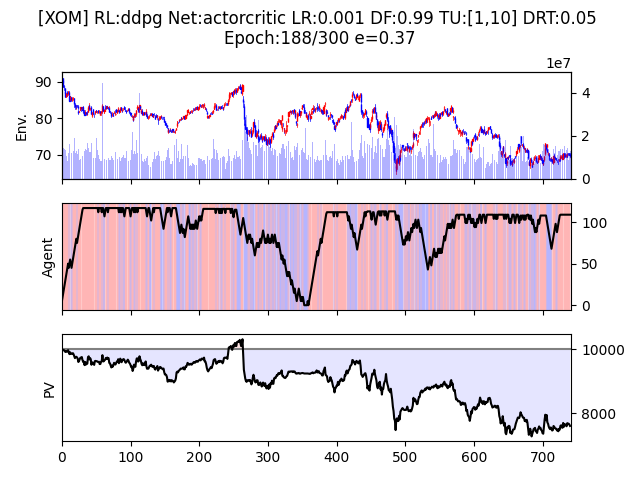 [XOM] RL:ddpg Net:actorcritic LR:0.001 DF:0.99 TU:[1,10] DRT:0.05
Epoch:188/300 e=0.37
1e7
90
80
70
Env.
4
2
0
Agent
100
50
0
PV
10000
8000
0 100 200 300 400 500 600 700